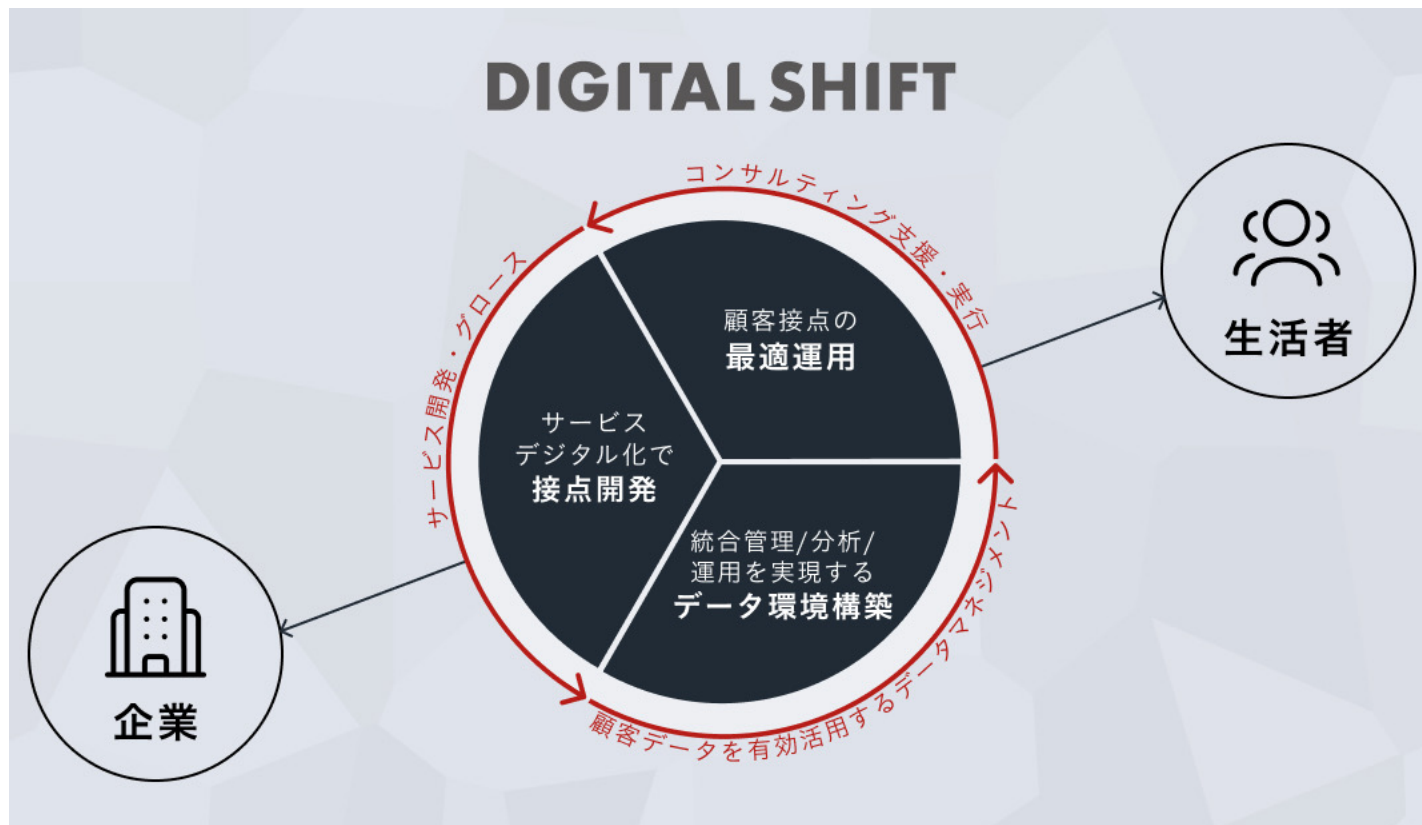 DIGITAL SHIFT
コンサルティング支援・実行
生活者
顧客接点の
最適運用
サービス開発・グロース
サービス
デジタル化で
接点開発
統合管理/分析/
運用を実現する
データ環境構築
顧客データを有効活用するデータマネジメント
企業